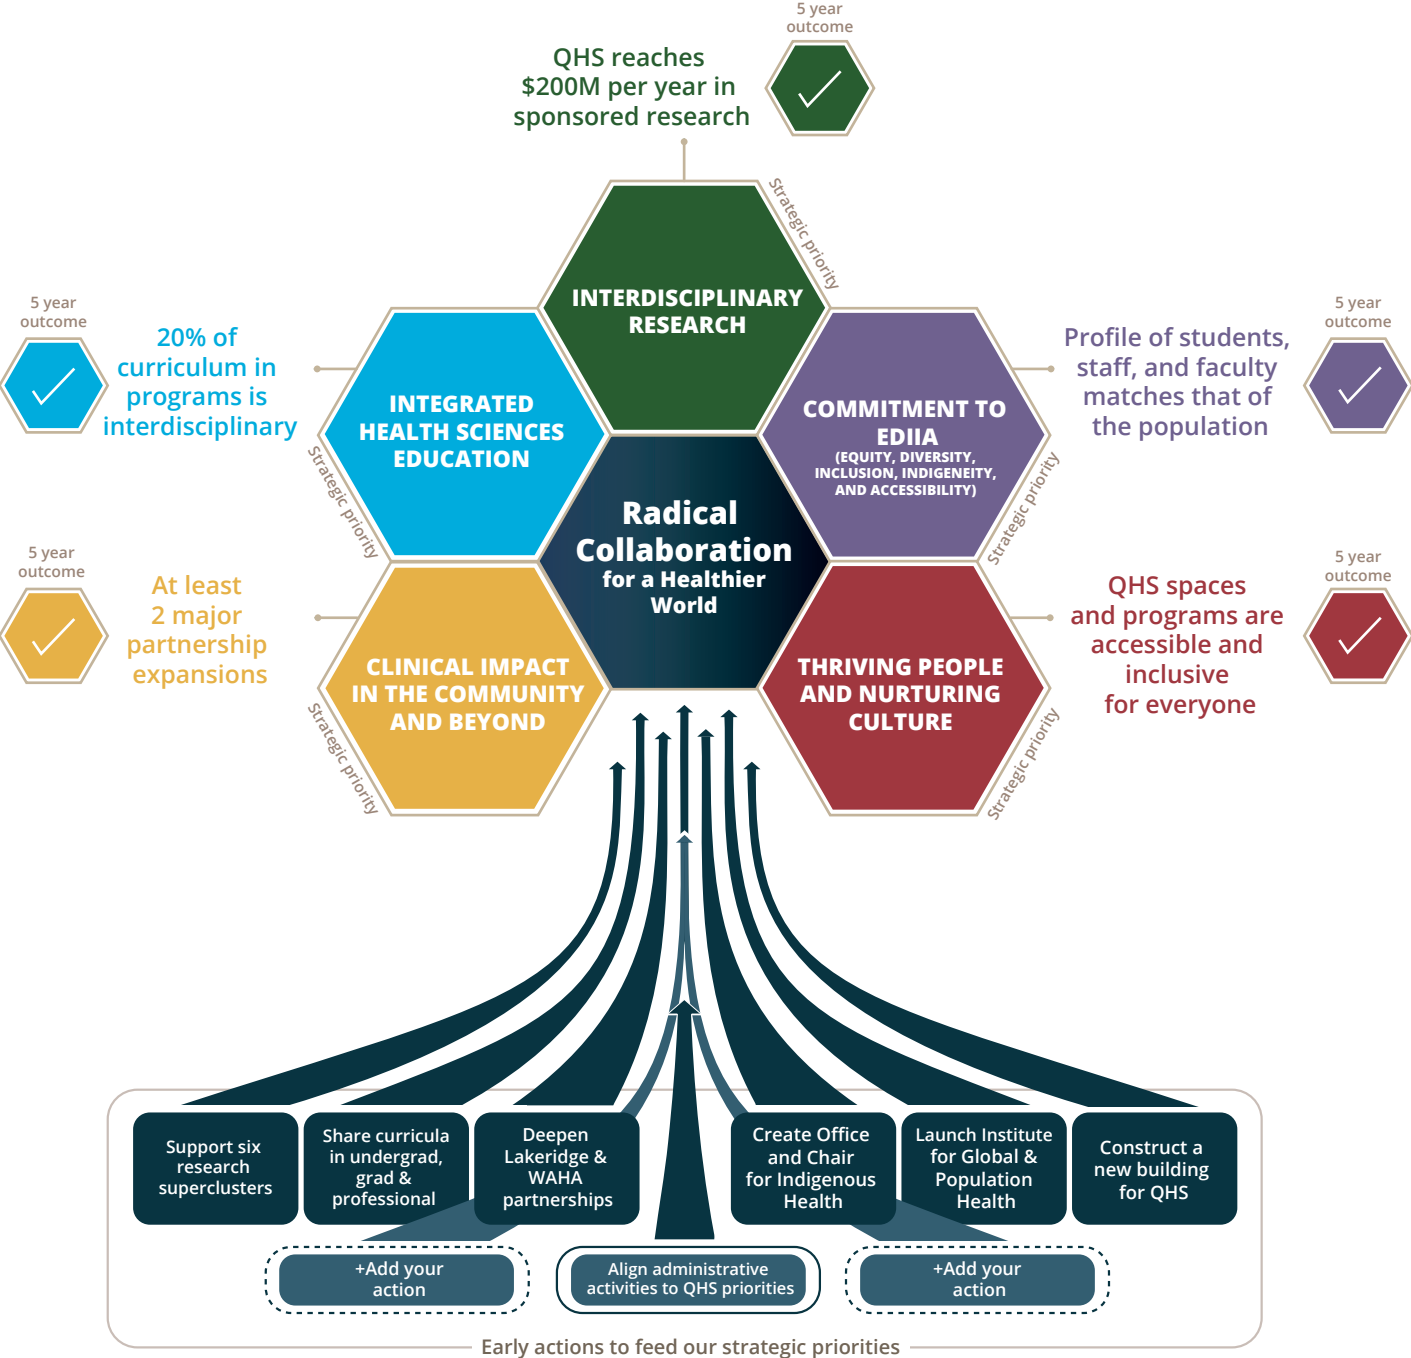 5 year
outcome
QHS reaches
$200M per year in
sponsored research
Strategic priority
INTERDISCIPLINARY
RESEARCH
5 year
outcome
20% of
curriculum in
programs is
interdisciplinary
INTEGRATED
HEALTH SCIENCES
EDUCATION
Strategic priority
COMMITMENT TO
EDIIA
(EQUITY, DIVERSITY,
INCLUSION, INDIGENEITY,
AND ACCESSIBILITY)
Strategic priority
Profile of students,
staff, and faculty
matches that of
the population
5 year
outcome
Radical
Collaboration
for a Healthier
World
5 year
outcome
At least
2 major
partnership
expansions
CLINICAL IMPACT
IN THE COMMUNITY
AND BEYOND
Strategic priority
THRIVING PEOPLE
AND NURTURING
CULTURE
Strategic priority
QHS spaces
and programs are
accessible and
inclusive
for everyone
5 year
outcome
Support six
research
superclusters
Share curricula
in undergrad,
grad &
professional
Deepen
Lakeridge &
WAHA
partnerships
Create Office
and Chair
for Indigenous
Health
Launch Institute
for Global &
Population
Health
Construct a
new building
for QHS
+Add your
action
Align administrative
activities to QHS priorities
+Add your
action
Early actions to feed our strategic priorities